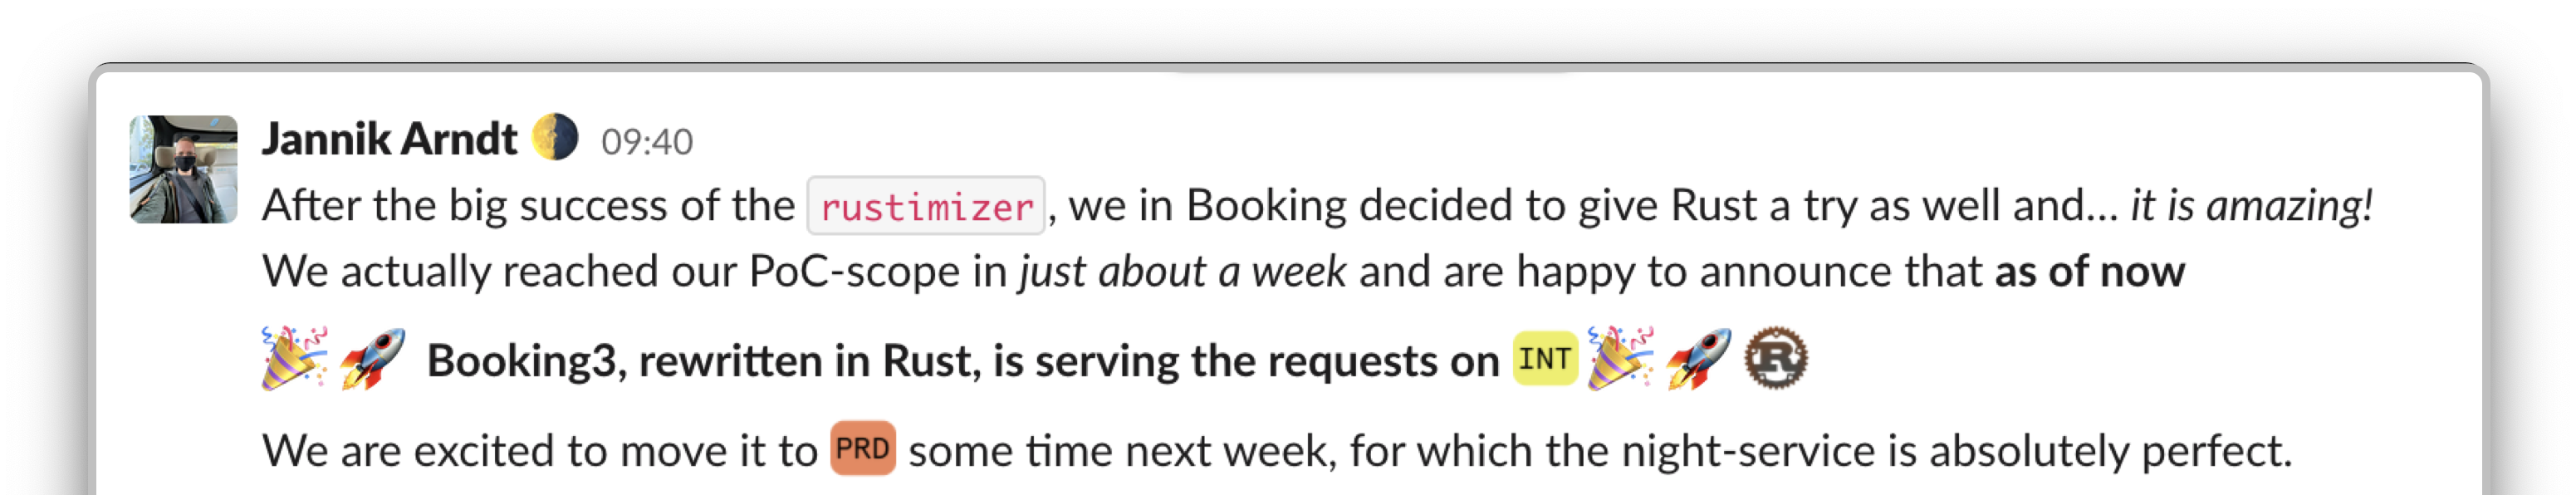 Jannik Arndt 🌗 09:40
After the big success of the rustimizer, we in Booking decided to give Rust a try as well and... it is amazing!
We actually reached our PoC-scope in just about a week and are happy to announce that as of now
🎉🚀 Booking3, rewritten in Rust, is serving the requests on INT 🎉🚀 R
We are excited to move it to PRD some time next week, for which the night-service is absolutely perfect.